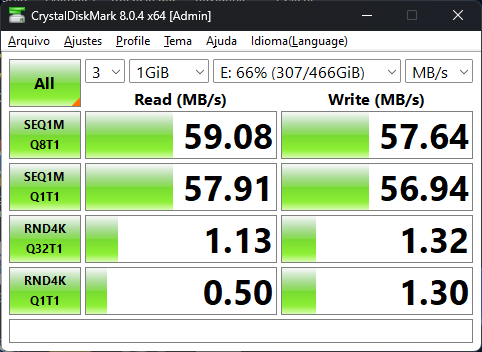 CrystalDiskMark 8.0.4 x64 [Admin]
Arquivo Ajustes Profile Tema Ajuda Idioma(Language)
All 3 1GiB E: 66% (307/466GiB) MB/s
Read (MB/s) Write (MB/s)
SEQ1M
Q8T1 59.08 57.64
SEQ1M
Q1T1 57.91 56.94
RND4K
Q32T1 1.13 1.32
RND4K
Q1T1 0.50 1.30